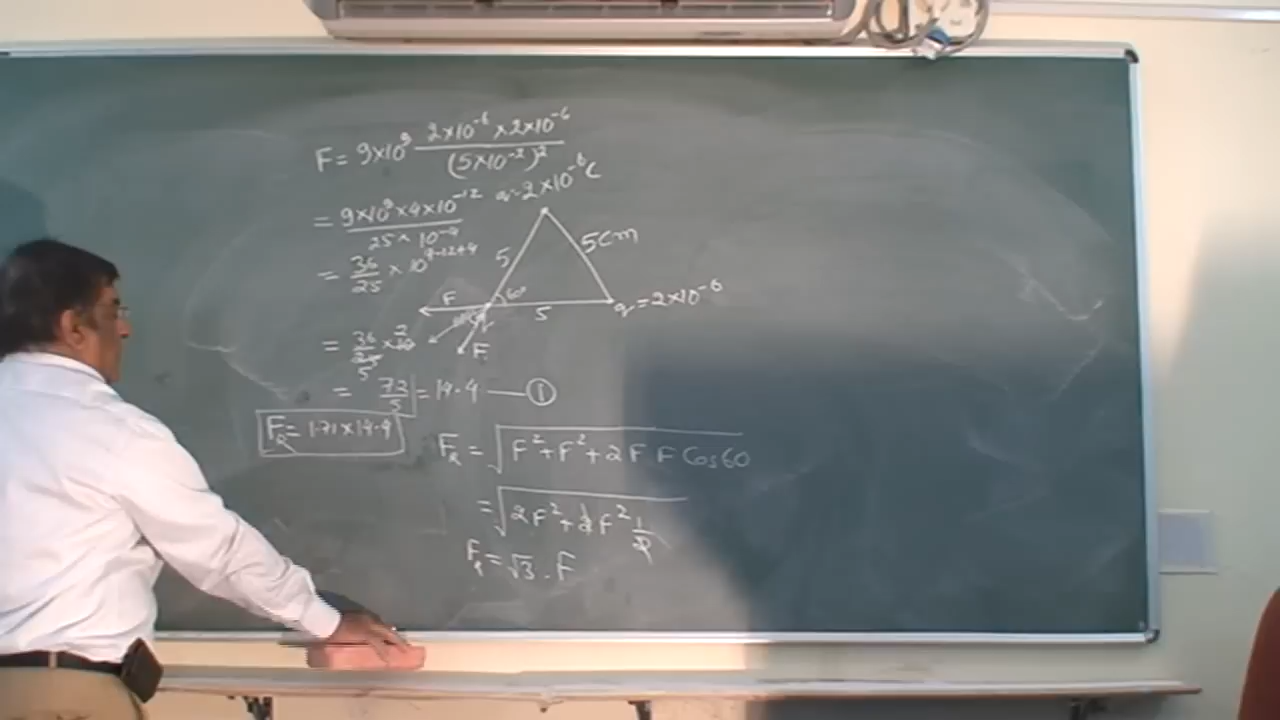 F = 9×10⁹ 2×10⁻⁶ × 2×10⁻⁶ / (5×10⁻²)²
= 9×10⁹×4×10⁻¹² / 25×10⁻⁴
q=2×10⁻⁶C
= 36/25 × 10⁹⁻¹²⁺⁴
5
5cm
F
60°
5
q=2×10⁻⁶
F
= 36/25 × 10
2
5
= 72/5 = 14.4 — ①
F_R = 1.71×14.4
F_R = √F²+F²+2F F Cos60
= √2F²+2F² 1/2
F_R = √3 . F